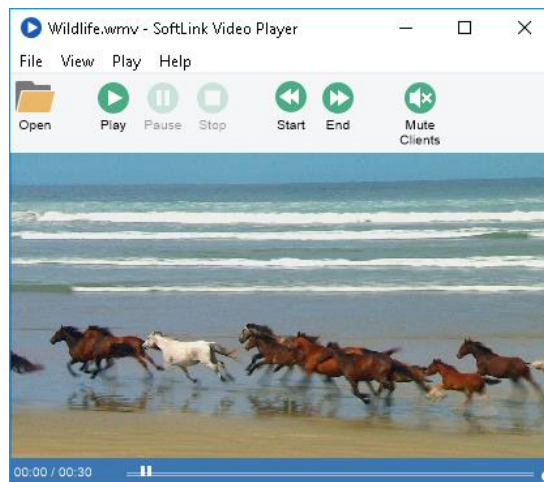 Wildlife.wmv - SoftLink Video Player
File View Play Help
Open Play Pause Stop Start End Mute Clients
00:00 / 00:30